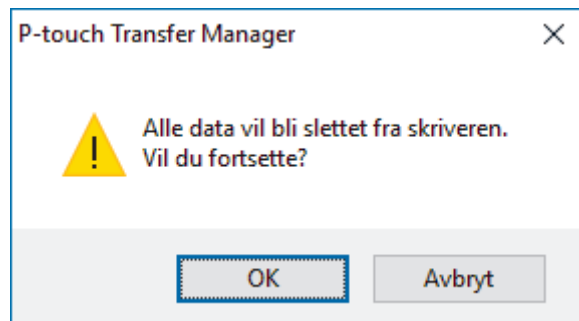 P-touch Transfer Manager
Alle data vil bli slettet fra skriveren.
Vil du fortsette?
OK
Avbryt